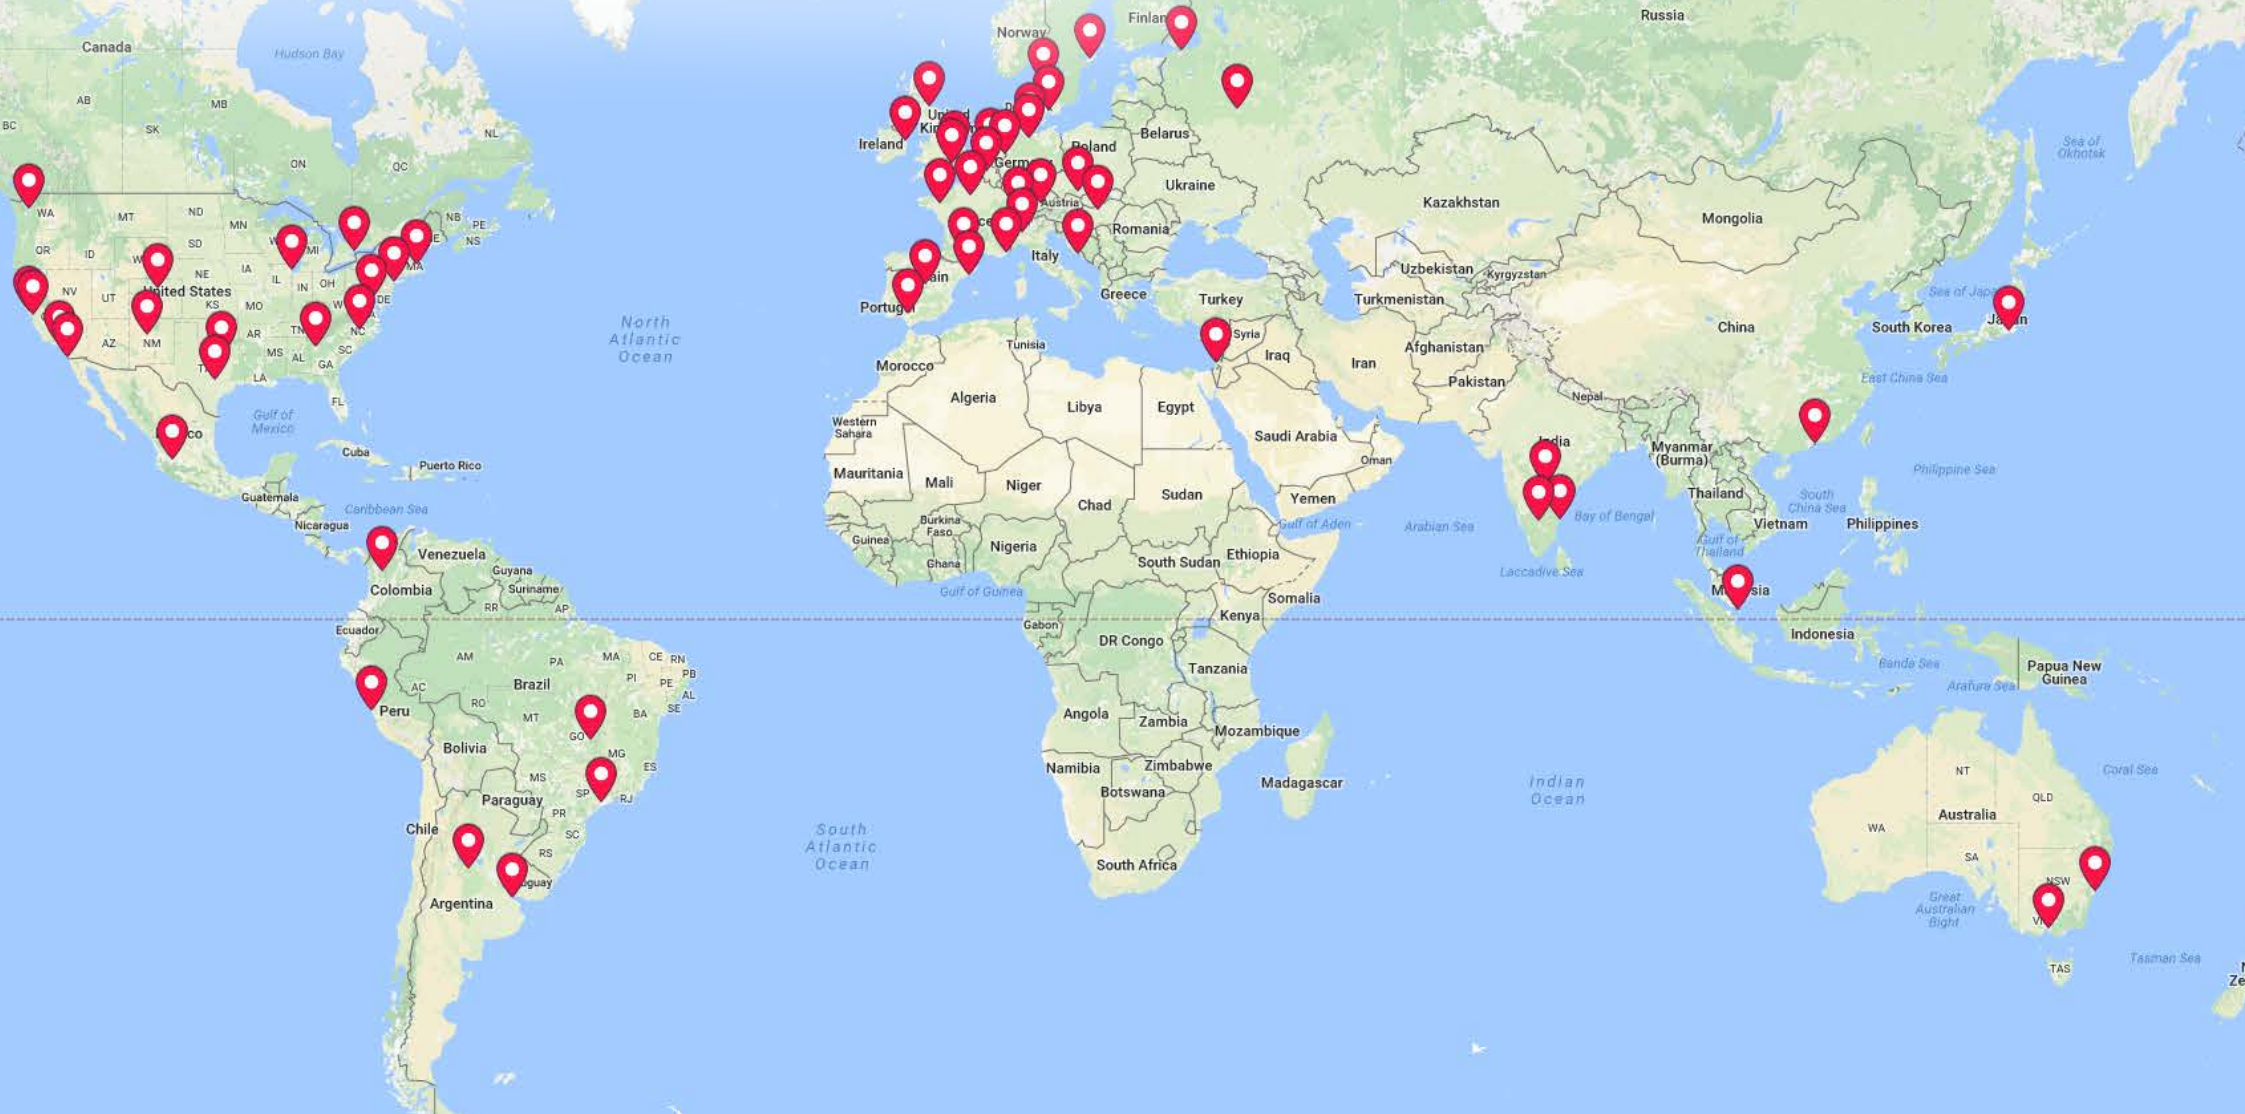 Canada
Hudson Bay
AB
MB
BC
SK
NL
ON
QC
WA
MT
ND
MN
NB
PE
NS
OR
ID
SD
MI
MA
NV
UT
NE
IA
IL
IN
OH
United States
KS
MO
DE
AZ
NM
AR
TN
NC
MS
AL
SC
GA
LA
FL
Gulf of
Mexico
Cuba
Puerto Rico
Guatemala
Caribbean Sea
Nicaragua
Venezuela
Guyana
Suriname
Colombia
RR
AP
Ecuador
AM
PA
MA
CE
RN
PB
PI
PE
AL
SE
AC
RO
Brazil
MT
BA
Peru
GO
Bolivia
MG
ES
MS
SP
RJ
Paraguay
PR
SC
Chile
RS
Argentina
North
Atlantic
Ocean
South
Atlantic
Ocean
Norway
Russia
Ireland
Belarus
Poland
Ukraine
Austria
Romania
Italy
Greece
Turkey
Syria
Iraq
Iran
Kazakhstan
Mongolia
Uzbekistan
Kyrgyzstan
Turkmenistan
Afghanistan
Pakistan
Nepal
China
South Korea
Sea of
Okhotsk
East China Sea
Philippine Sea
Tunisia
Morocco
Algeria
Libya
Egypt
Western
Sahara
Saudi Arabia
Oman
Yemen
Mauritania
Mali
Niger
Chad
Sudan
Gulf of Aden
Arabian Sea
Burkina
Faso
Guinea
Ghana
Nigeria
South Sudan
Ethiopia
Gulf of Guinea
Somalia
Kenya
Gabon
DR Congo
Tanzania
Angola
Zambia
Mozambique
Namibia
Zimbabwe
Botswana
Madagascar
South Africa
India
Myanmar
(Burma)
Thailand
Bay of Bengal
South
China Sea
Vietnam
Philippines
Gulf of
Thailand
Laccadive Sea
Indonesia
Banda Sea
Arafura Sea
Papua New
Guinea
Indian
Ocean
Coral Sea
NT
QLD
Australia
WA
SA
NSW
Great
Australian
Bight
TAS
Tasman Sea